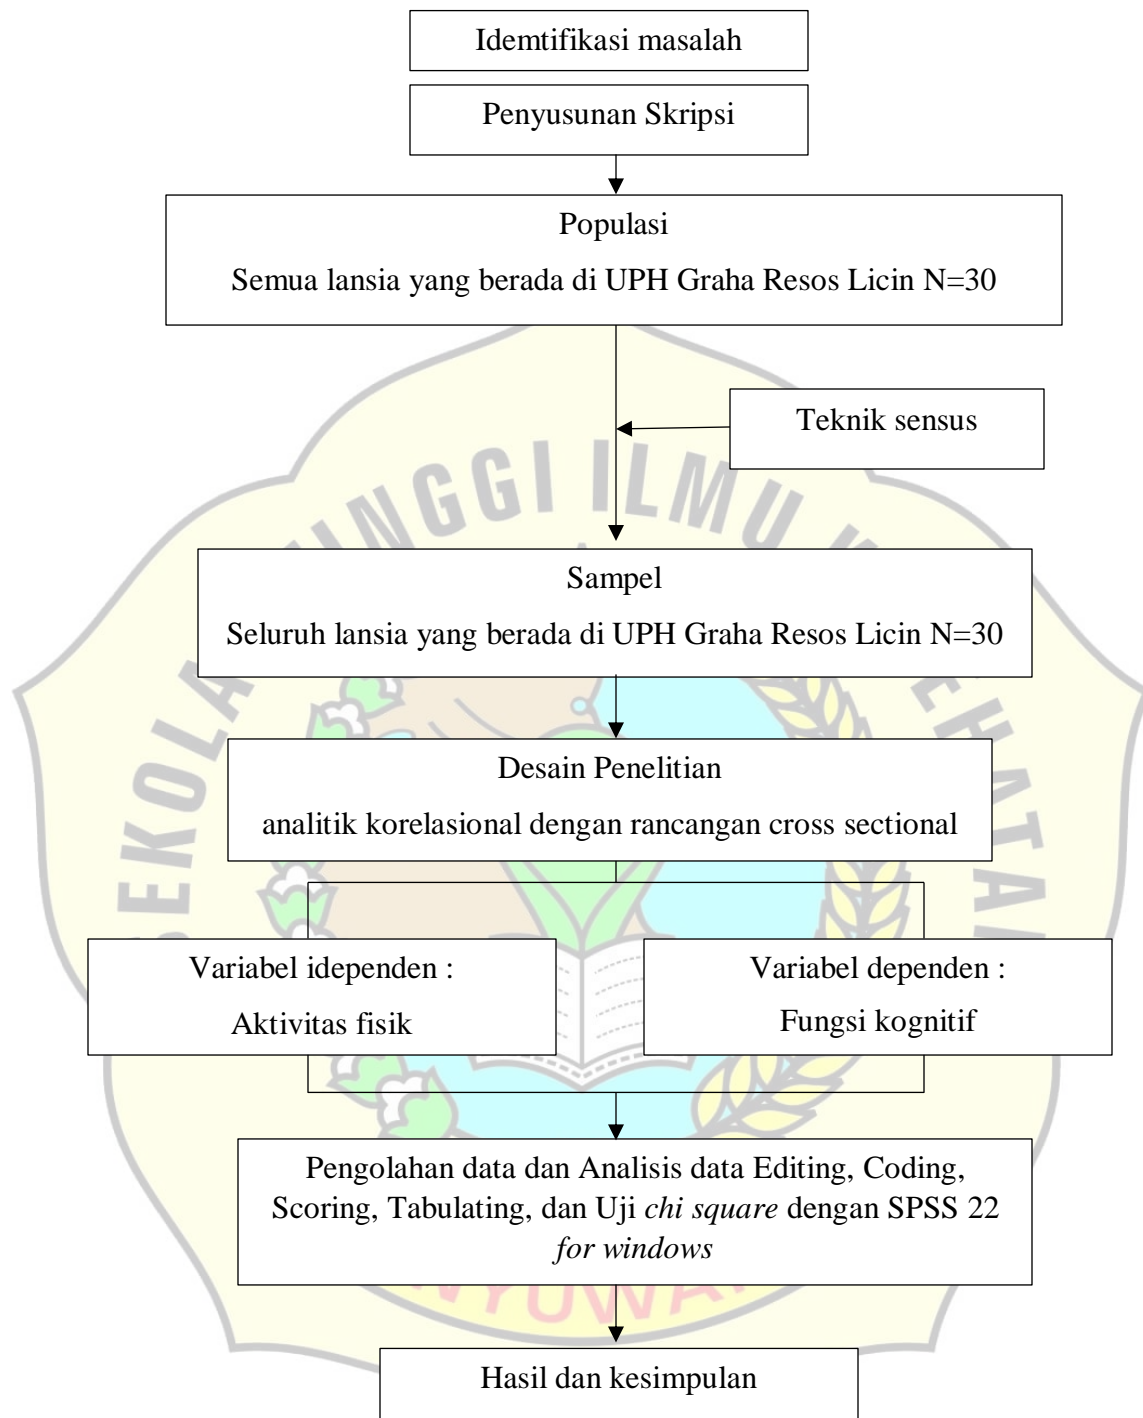 Idemtifikasi masalah
Penyusunan Skripsi
Populasi
Semua lansia yang berada di UPH Graha Resos Licin N=30
Teknik sensus
Sampel
Seluruh lansia yang berada di UPH Graha Resos Licin N=30
Desain Penelitian
analitik korelasional dengan rancangan cross sectional
Variabel idependen :
Aktivitas fisik
Variabel dependen :
Fungsi kognitif
Pengolahan data dan Analisis data Editing, Coding,
Scoring, Tabulating, dan Uji chi square dengan SPSS 22
for windows
Hasil dan kesimpulan